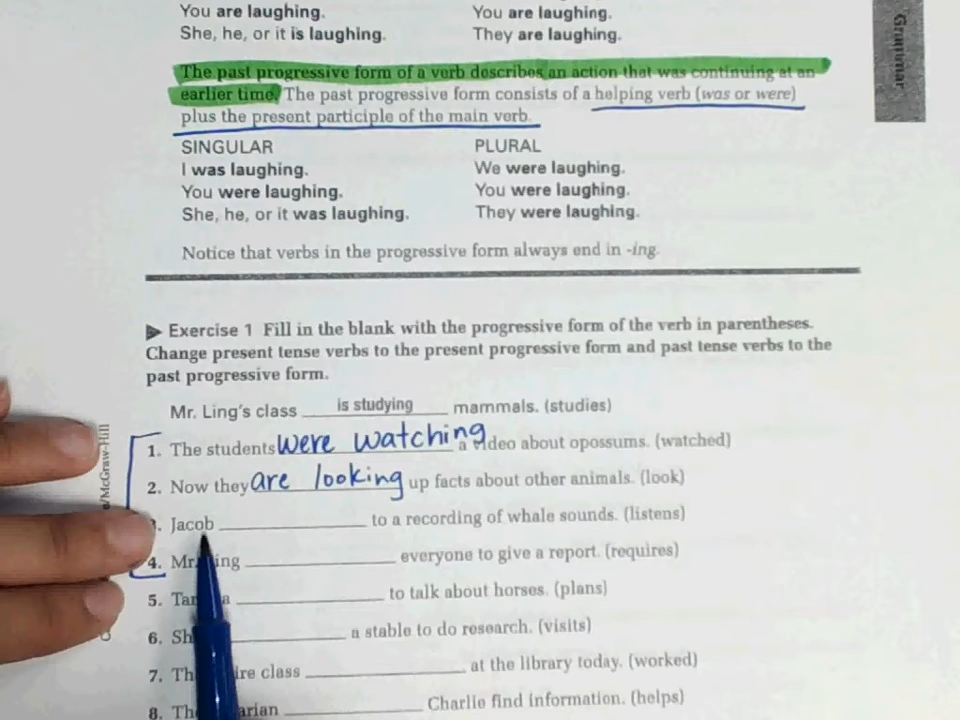 You are laughing. You are laughing.
She, he, or it is laughing. They are laughing.
Grammar
The past progressive form of a verb describes an action that was continuing at an
earlier time. The past progressive form consists of a helping verb (was or were)
plus the present participle of the main verb.
SINGULAR PLURAL
I was laughing. We were laughing.
You were laughing. You were laughing.
She, he, or it was laughing. They were laughing.
Notice that verbs in the progressive form always end in -ing.
Exercise 1 Fill in the blank with the progressive form of the verb in parentheses.
Change present tense verbs to the present progressive form and past tense verbs to the
past progressive form.
Mr. Ling's class is studying mammals. (studies)
1. The students were watching a video about opossums. (watched)
2. Now they are looking up facts about other animals. (look)
Jacob to a recording of whale sounds. (listens)
4. Mr. everyone to give a report. (requires)
5. to talk about horses. (plans)
6. a stable to do research. (visits)
7. class at the library today. (worked)
8. Charlie find information. (helps)
McGraw-Hill